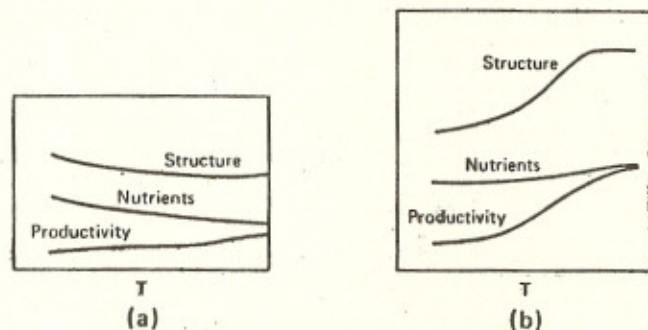 Structure
Nutrients
Productivity
T
(a)
Structure
Nutrients
Productivity
T
(b)